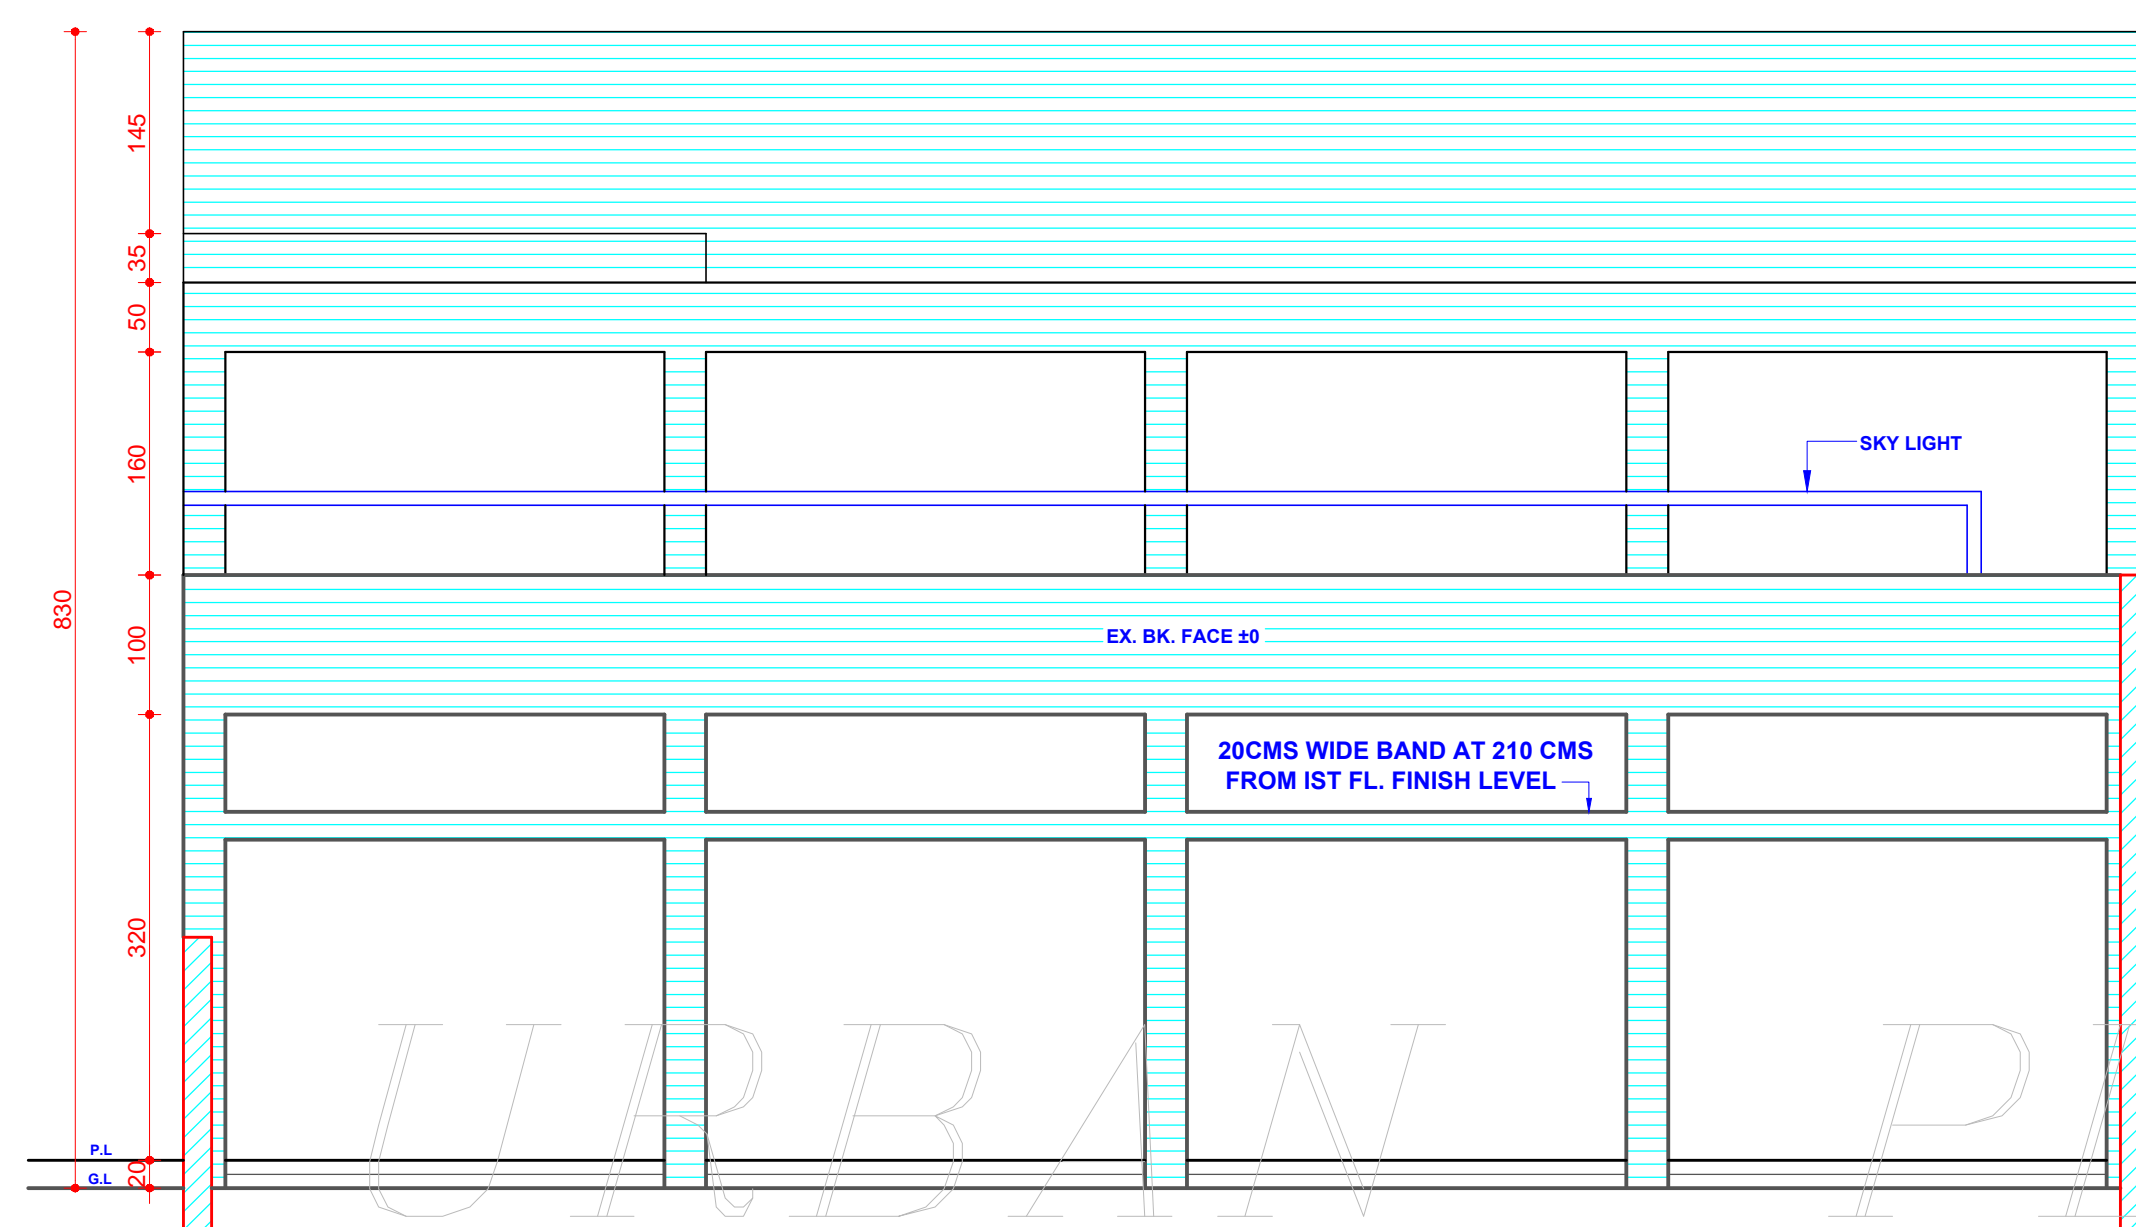 145
35
50
160
SKY LIGHT
830
100
EX. BK. FACE ±0
20CMS WIDE BAND AT 210 CMS
FROM IST FL. FINISH LEVEL
320
P.L
G.L
20
URBAN